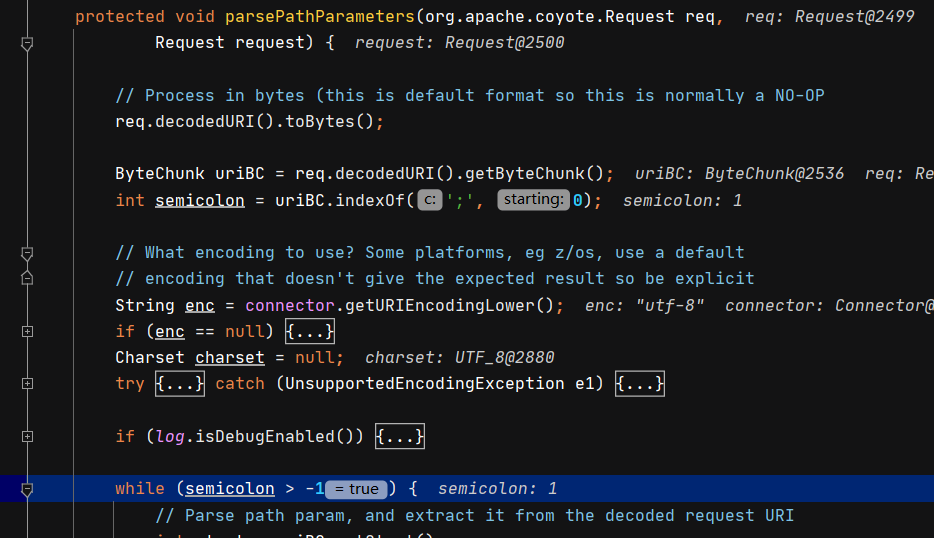 protected void parsePathParameters(org.apache.coyote.Request req, req: Request@2499
Request request) { request: Request@2500
// Process in bytes (this is default format so this is normally a NO-OP
req.decodedURI().toBytes();
ByteChunk uriBC = req.decodedURI().getByteChunk(); uriBC: ByteChunk@2536 req: Re
int semicolon = uriBC.indexOf( c: ';', starting: 0); semicolon: 1
// What encoding to use? Some platforms, eg z/os, use a default
// encoding that doesn't give the expected result so be explicit
String enc = connector.getURIEncodingLower(); enc: "utf-8" connector: Connector@
if (enc == null) {...}
Charset charset = null; charset: UTF_8@2880
try {...} catch (UnsupportedEncodingException e1) {...}
if (log.isDebugEnabled()) {...}
while (semicolon > -1 = true ) { semicolon: 1
// Parse path param, and extract it from the decoded request URI